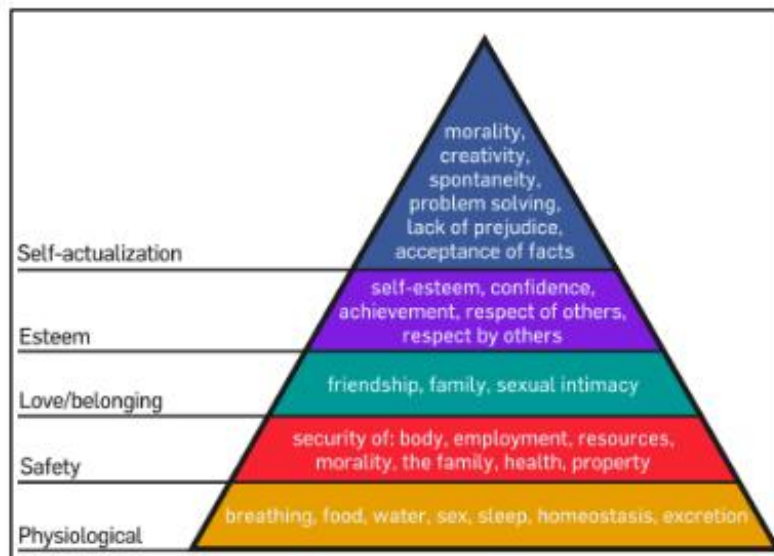 morality,
creativity,
spontaneity,
problem solving,
lack of prejudice,
acceptance of facts
Self-actualization
self-esteem, confidence,
achievement, respect of others,
respect by others
Esteem
friendship, family, sexual intimacy
Love/belonging
security of: body, employment, resources,
morality, the family, health, property
Safety
breathing, food, water, sex, sleep, homeostasis, excretion
Physiological